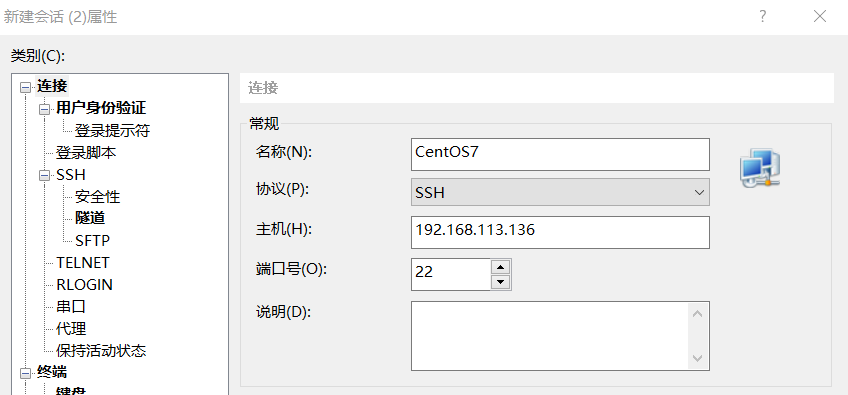 新建会话 (2)属性
类别(C):
连接
用户身份验证
登录提示符
登录脚本
SSH
安全性
隧道
SFTP
TELNET
RLOGIN
串口
代理
保持活动状态
终端
键盘
连接
常规
名称(N):
CentOS7
协议(P):
SSH
主机(H):
192.168.113.136
端口号(O):
22
说明(D):